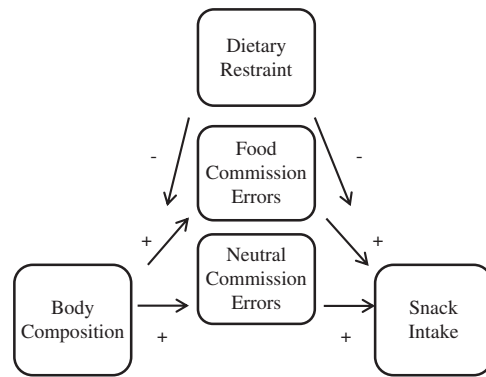 Dietary
Restraint
-
-
Food
Commission
Errors
+
+
Neutral
Commission
Errors
Body
Composition
Snack
Intake
+
+